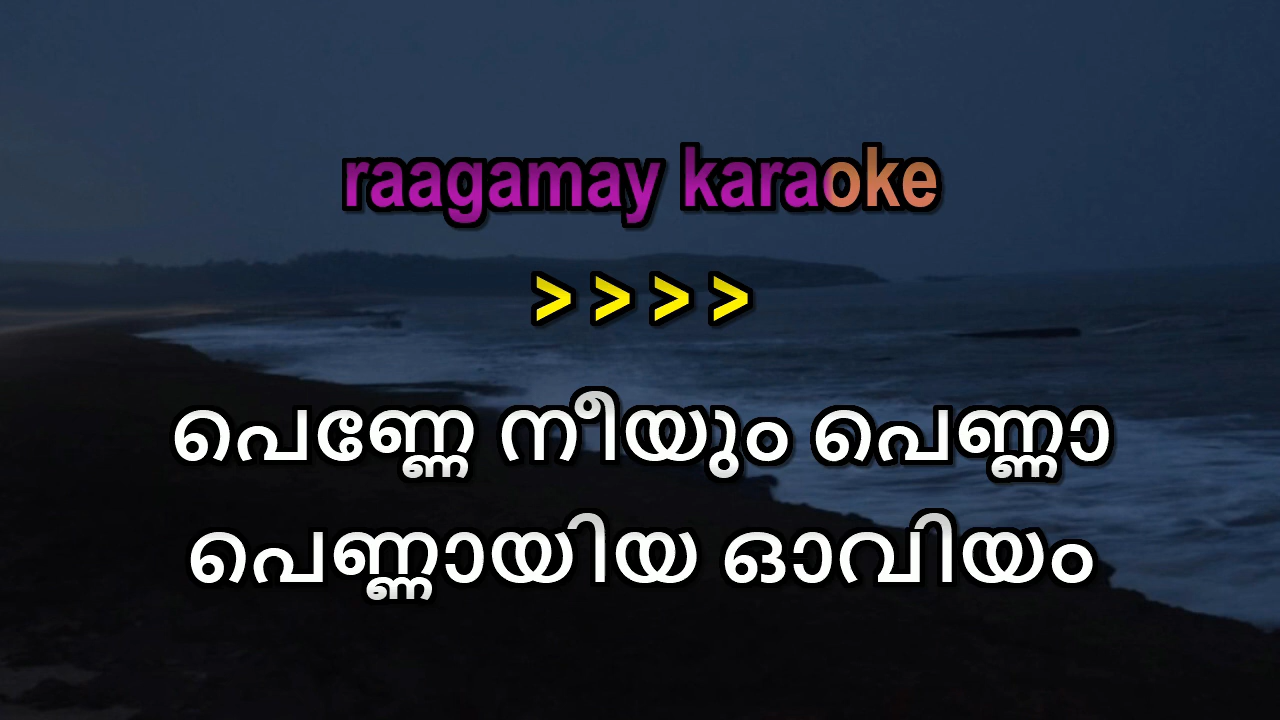 raagamay karaoke
> > > >
പെണ്ണേ നീയും പെണ്ണാ
പെണ്ണായിയ ഓവിയം